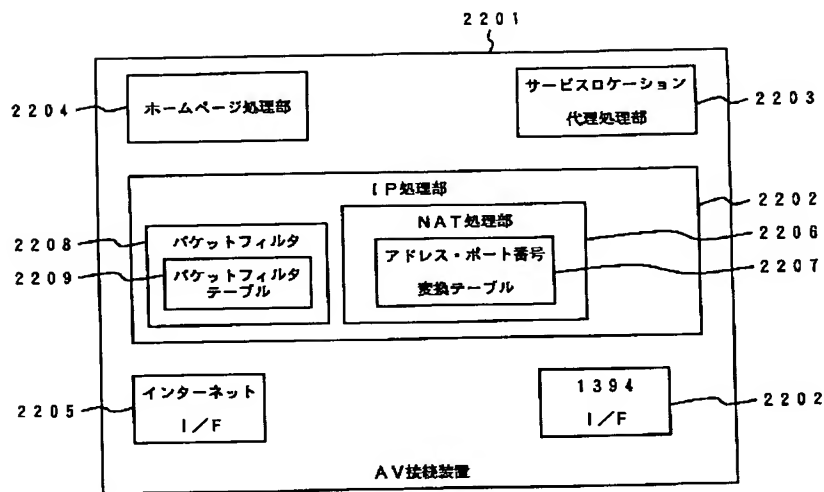 2201
2204
ホームページ処理部
サービスロケーション
代理処理部
2203
IP処理部
2202
NAT処理部
2206
2208
パケットフィルタ
2209
パケットフィルタ
テーブル
アドレス・ポート番号
変換テーブル
2207
インターネット
I/F
2205
1394
I/F
2202
AV接続装置